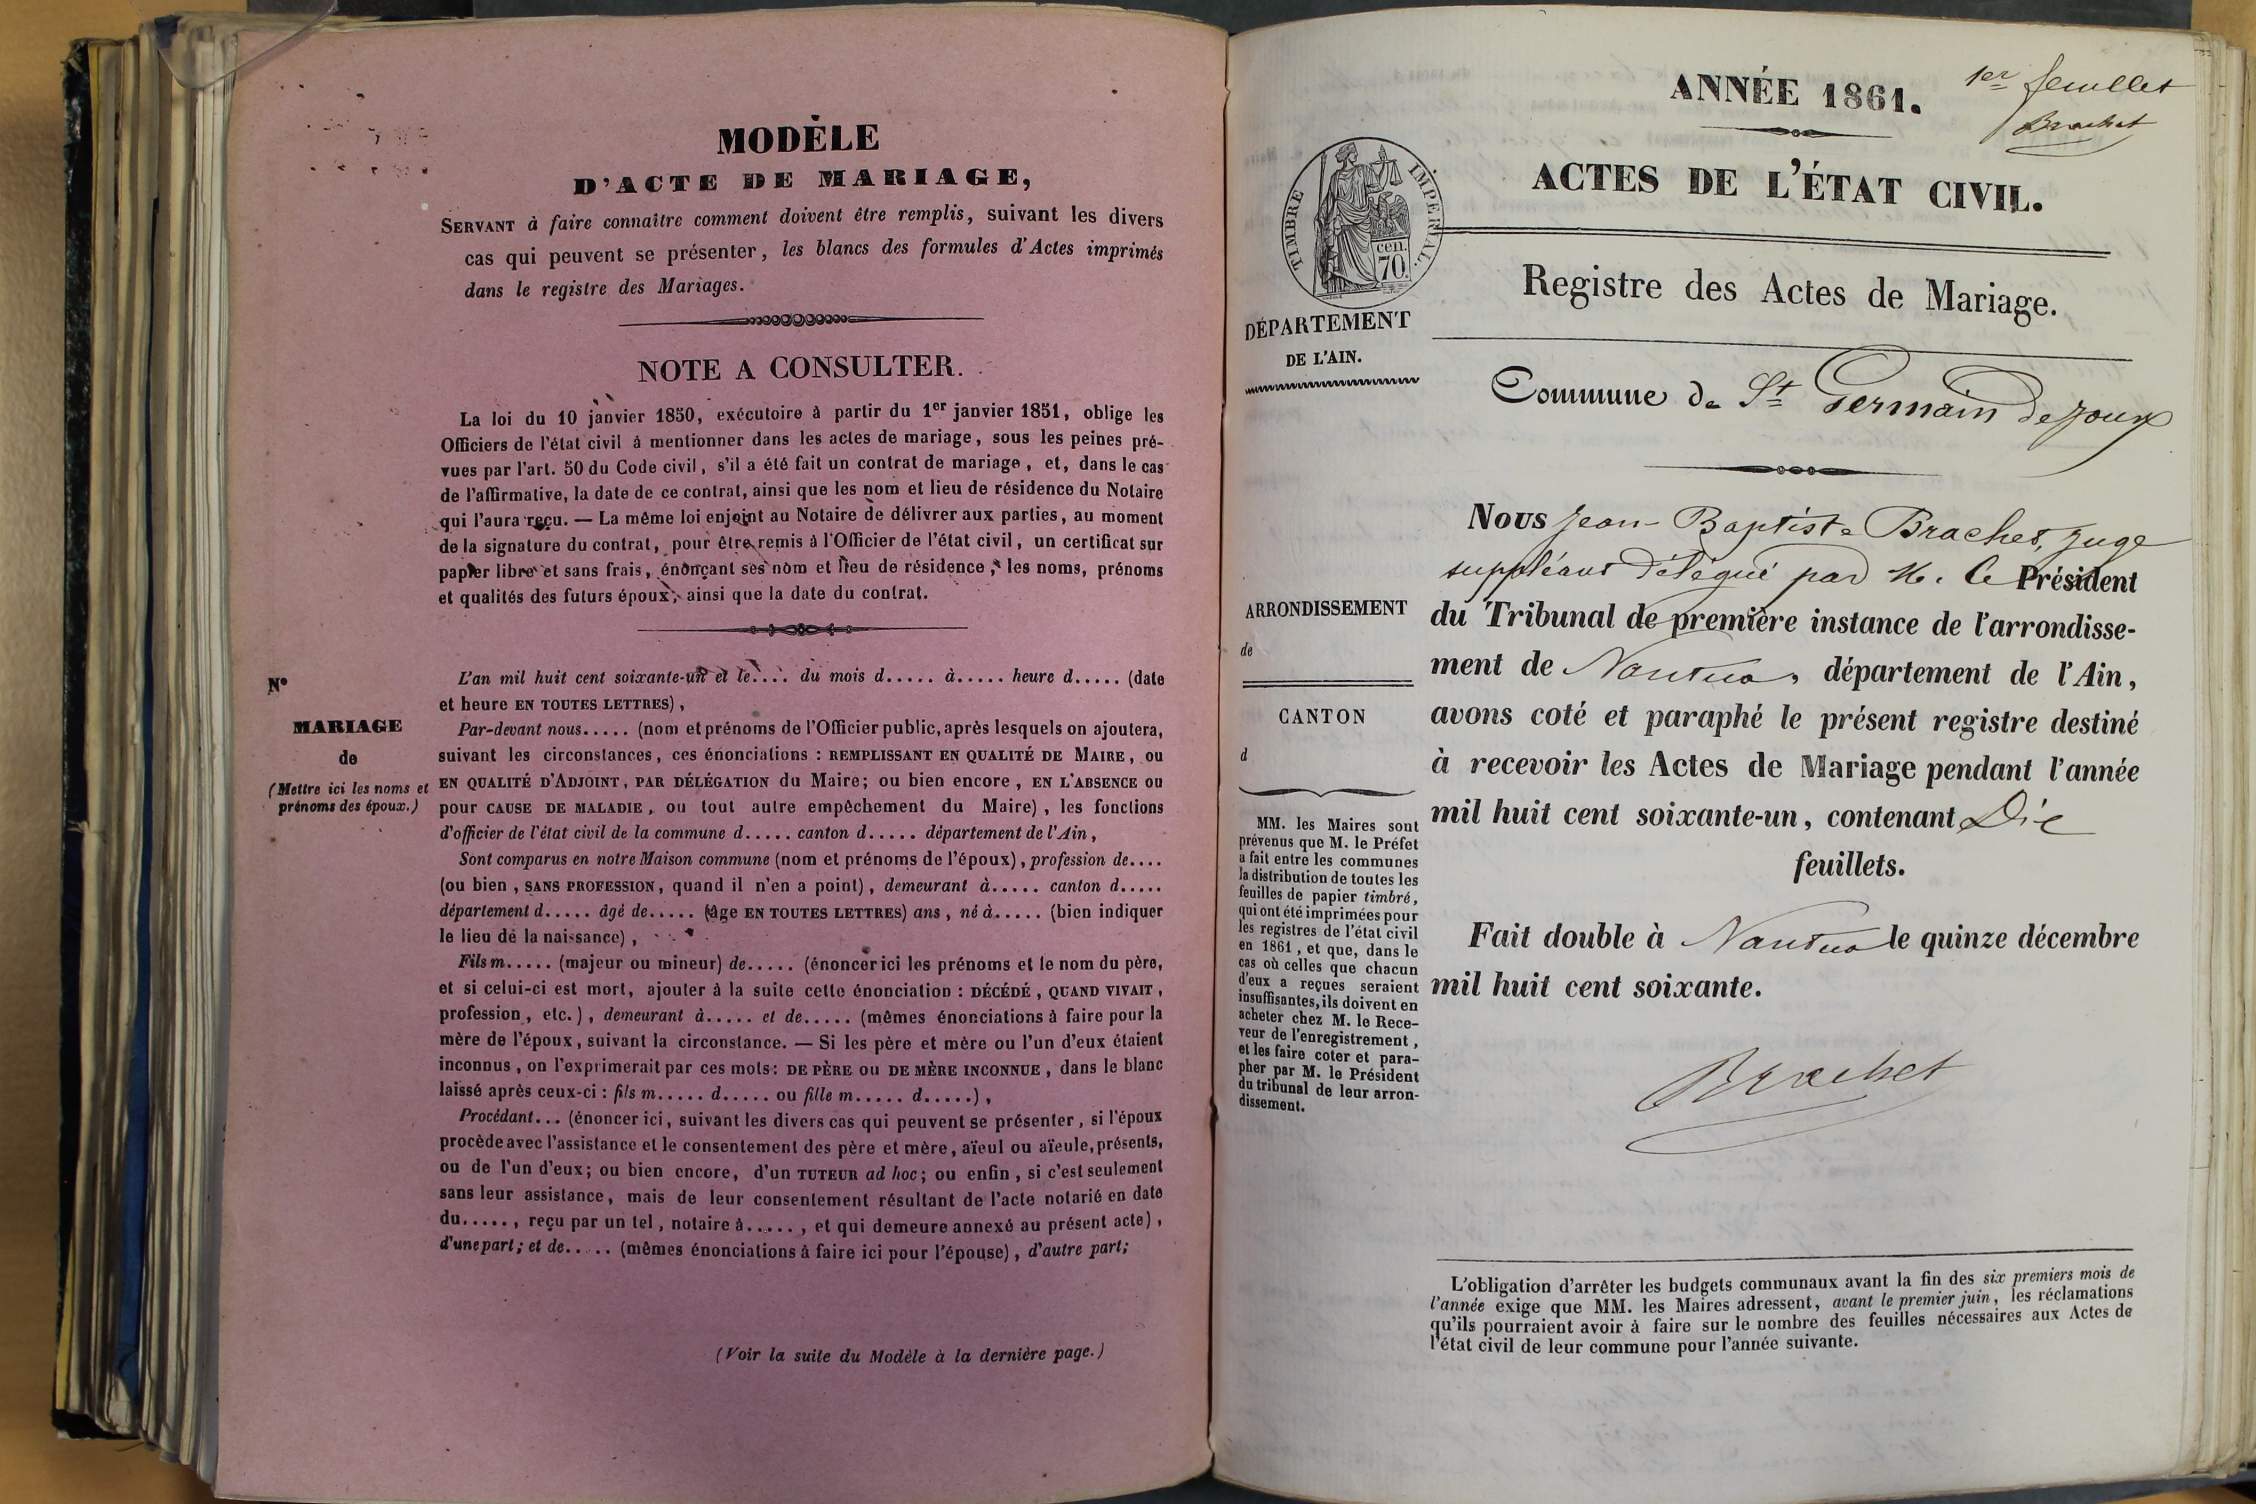 MODÈLE
D'ACTE DE MARIAGE,
SERVANT à faire connaître comment doivent être remplis, suivant les divers
cas qui peuvent se présenter, les blancs des formules d'Actes imprimés
dans le registre des Mariages.
NOTE A CONSULTER.
La loi du 10 janvier 1850, exécutoire à partir du 1er janvier 1851, oblige les
Officiers de l'état civil à mentionner dans les actes de mariage, sous les peines pré-
vues par l'art. 50 du Code civil, s'il a été fait un contrat de mariage, et, dans le cas
de l'affirmative, la date de ce contrat, ainsi que les nom et lieu de résidence du Notaire
qui l'aura reçu. — La même loi enjoint au Notaire de délivrer aux parties, au moment
de la signature du contrat, pour être remis à l'Officier de l'état civil, un certificat sur
papier libre et sans frais, énonçant ses nom et lieu de résidence, les noms, prénoms
et qualités des futurs époux, ainsi que la date du contrat.
N°
MARIAGE
de
(Mettre ici les noms et
prénoms des époux.)
L'an mil huit cent soixante-un et le.... du mois d..... à..... heure d..... (date
et heure EN TOUTES LETTRES),
Par-devant nous..... (nom et prénoms de l'Officier public, après lesquels on ajoutera,
suivant les circonstances, ces énonciations : REMPLISSANT EN QUALITÉ DE MAIRE, ou
EN QUALITÉ D'ADJOINT, PAR DÉLÉGATION du Maire; ou bien encore, EN L'ABSENCE ou
pour CAUSE DE MALADIE, ou tout autre empêchement du Maire), les fonctions
d'officier de l'état civil de la commune d..... canton d..... département de l'Ain,
Sont comparus en notre Maison commune (nom et prénoms de l'époux), profession de....
(ou bien, SANS PROFESSION, quand il n'en a point), demeurant à..... canton d.....
département d..... âgé de..... (âge EN TOUTES LETTRES) ans, né à..... (bien indiquer
le lieu de la naissance),
Fils m..... (majeur ou mineur) de..... (énoncer ici les prénoms et le nom du père,
et si celui-ci est mort, ajouter à la suite cette énonciation : DÉCÉDÉ, QUAND VIVAIT,
profession, etc.), demeurant à..... et de..... (mêmes énonciations à faire pour la
mère de l'époux, suivant la circonstance. — Si les père et mère ou l'un d'eux étaient
inconnus, on l'exprimerait par ces mots : DE PÈRE ou DE MÈRE INCONNUE, dans le blanc
laissé après ceux-ci : fils m..... d..... ou fille m..... d.....),
Procédant... (énoncer ici, suivant les divers cas qui peuvent se présenter, si l'époux
procède avec l'assistance et le consentement des père et mère, aïeul ou aïeule, présents,
ou de l'un d'eux; ou bien encore, d'un TUTEUR ad hoc; ou enfin, si c'est seulement
sans leur assistance, mais de leur consentement résultant de l'acte notarié en date
du....., reçu par un tel, notaire à....., et qui demeure annexé au présent acte),
d'une part; et de..... (mêmes énonciations à faire ici pour l'épouse), d'autre part;
(Voir la suite du Modèle à la dernière page.)
1er feuillet
Brachet
ANNÉE 1861.
ACTES DE L'ÉTAT CIVIL.
TIMBRE IMPÉRIAL.
cen.
70.
Registre des Actes de Mariage.
DÉPARTEMENT
DE L'AIN.
Commune de St Germain de Joux
Nous Jean-Baptiste Brachet, juge
suppléant délégué par M. le Président
du Tribunal de première instance de l'arrondisse-
ment de Nantua, département de l'Ain,
avons coté et paraphé le présent registre destiné
à recevoir les Actes de Mariage pendant l'année
mil huit cent soixante-un, contenant Dix
feuillets.
Fait double à Nantua le quinze décembre
mil huit cent soixante.
Brachet
ARRONDISSEMENT
de
CANTON
d
MM. les Maires sont
prévenus que M. le Préfet
a fait entre les communes
la distribution de toutes les
feuilles de papier timbré,
qui ont été imprimées pour
les registres de l'état civil
en 1861, et que, dans le
cas où celles que chacun
d'eux a reçues seraient
insuffisantes, ils doivent en
acheter chez M. le Rece-
veur de l'enregistrement,
et les faire coter et para-
pher par M. le Président
du tribunal de leur arron-
dissement.
L'obligation d'arrêter les budgets communaux avant la fin des six premiers mois de
l'année exige que MM. les Maires adressent, avant le premier juin, les réclamations
qu'ils pourraient avoir à faire sur le nombre des feuilles nécessaires aux Actes de
l'état civil de leur commune pour l'année suivante.